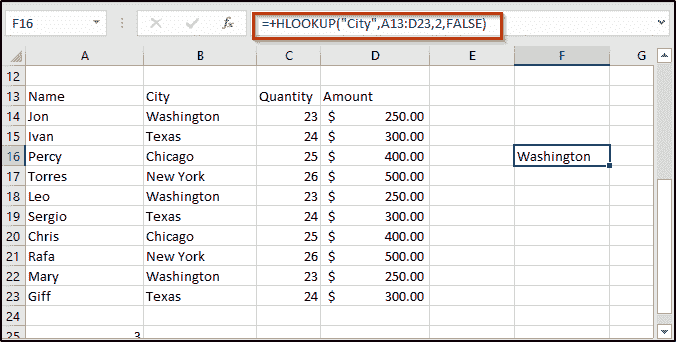 F16 fx =+HLOOKUP("City",A13:D23,2,FALSE)
A B C D E F G
12
13 Name City Quantity Amount
14 Jon Washington 23 $ 250.00
15 Ivan Texas 24 $ 300.00
16 Percy Chicago 25 $ 400.00 Washington
17 Torres New York 26 $ 500.00
18 Leo Washington 23 $ 250.00
19 Sergio Texas 24 $ 300.00
20 Chris Chicago 25 $ 400.00
21 Rafa New York 26 $ 500.00
22 Mary Washington 23 $ 250.00
23 Giff Texas 24 $ 300.00
24
25 3